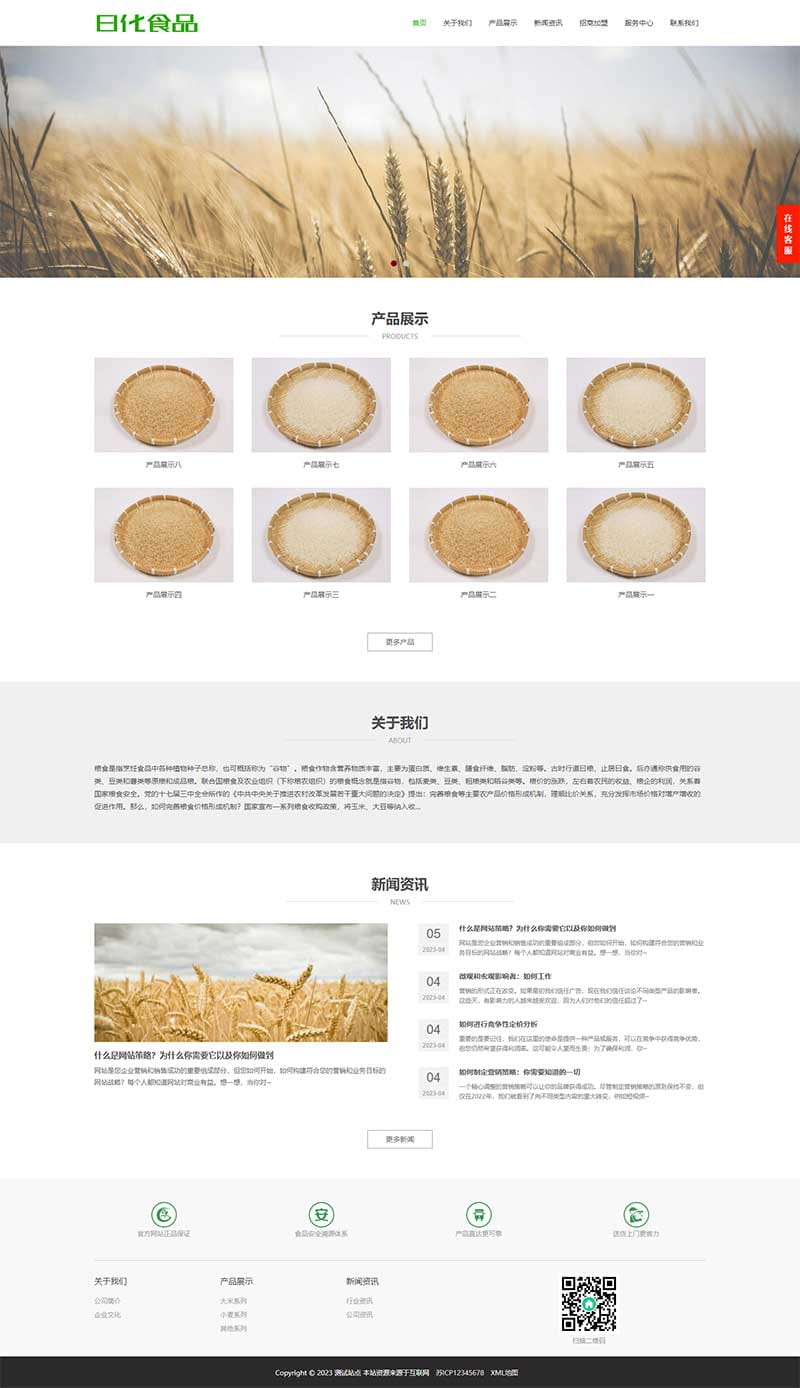 日化食品
首页 关于我们 产品展示 新闻资讯 招商加盟 服务中心 联系我们
在线客服
产品展示
PRODUCTS
产品展示八 产品展示七 产品展示六 产品展示五
产品展示四 产品展示三 产品展示二 产品展示一
更多产品
关于我们
ABOUT
粮食是指烹饪食品中各种植物种子总称，也可概括称为“谷物”。粮食作物含营养物质丰富，主要为蛋白质、维生素、膳食纤维、脂肪、淀粉等。古时行道曰粮，止居曰食。后亦通称供食用的谷
类、豆类和薯类等原粮和成品粮。联合国粮食及农业组织（下称粮农组织）的粮食概念就是指谷物，包括麦类、豆类、粗粮类和稻谷类等。粮价的涨跌，左右着农民的收益、粮企的利润，关系着
国家粮食安全。党的十七届三中全会所作的《中共中央关于推进农村改革发展若干重大问题的决定》提出：完善粮食等主要农产品价格形成机制，理顺比价关系，充分发挥市场价格对增产增收的
促进作用。那么，如何完善粮食价格形成机制？国家宣布一系列粮食收购政策，将玉米、大豆等纳入收...
新闻资讯
NEWS
什么是网站策略？为什么你需要它以及你如何做到
网站是您企业营销和销售成功的重要组成部分，但您如何开始，如何构建符合您的营销和业务目标的
网站战略？每个人都知道网站对商业有益。想一想，当你对~
05
2023-04
什么是网站策略？为什么你需要它以及你如何做到
网站是您企业营销和销售成功的重要组成部分，但您如何开始，如何构建符合您的营销和业
务目标的网站战略？每个人都知道网站对商业有益。想一想，当你对~
04
2023-04
微观和宏观影响者：如何工作
营销的形式正在改变。如果最初我们信任广告，现在我们信任谈论不同类型产品的影响者。
这些天，有影响力的人越来越受欢迎，因为人们对他们的信任超过了~
04
2023-04
如何进行竞争性定价分析
重要的是要记住，我们在这里的使命是提供一种产品或服务，可以在竞争中获得竞争优势，
但您仍然希望获得利润率。这可能令人望而生畏：为了确保利润，你~
04
2023-04
如何制定营销策略：你需要知道的一切
一个精心调整的营销策略可以让你的品牌获得成功。尽管制定营销策略的原则保持不变，但
仅在2022年，我们就看到了向不同类型内容的重大转变，例如短视频~
更多新闻
官方网站正品保证 食品安全溯源体系 产品直达更可靠 送货上门更省力
关于我们 产品展示 新闻资讯
公司简介 大米系列 行业资讯
企业文化 小麦系列 公司资讯
其他系列
扫描二维码
Copyright © 2023 测试站点 本站资源来源于互联网 苏ICP12345678 XML地图